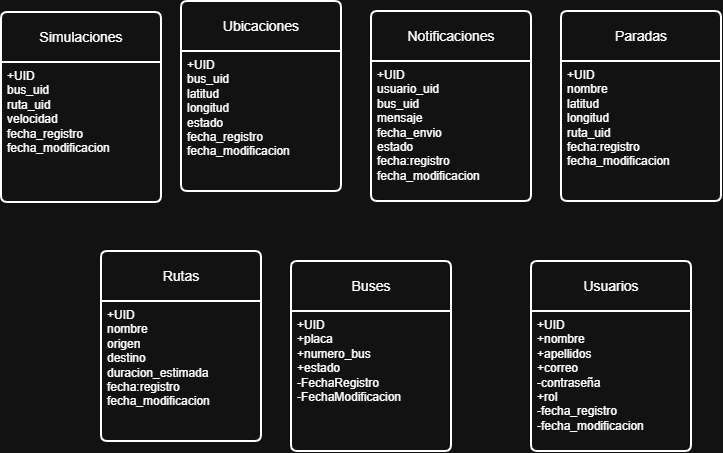 Simulaciones
+UID
bus_uid
ruta_uid
velocidad
fecha_registro
fecha_modificacion
Ubicaciones
+UID
bus_uid
latitud
longitud
estado
fecha_registro
fecha_modificacion
Notificaciones
+UID
usuario_uid
bus_uid
mensaje
fecha_envio
estado
fecha:registro
fecha_modificacion
Paradas
+UID
nombre
latitud
longitud
ruta_uid
fecha:registro
fecha_modificacion
Rutas
+UID
nombre
origen
destino
duracion_estimada
fecha:registro
fecha_modificacion
Buses
+UID
+placa
+numero_bus
+estado
-FechaRegistro
-FechaModificacion
Usuarios
+UID
+nombre
+apellidos
+correo
-contraseña
+rol
-fecha_registro
-fecha_modificacion